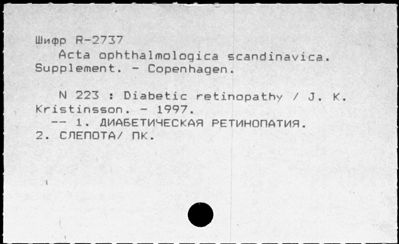 Шифр R-2737
Acta ophthalmologica scandinavica.
Supplement. - Copenhagen.
N 223 : Diabetic retinopathy / J. K.
Kristinsson. - 1997.
-- 1. ДИАБЕТИЧЕСКАЯ РЕТИНОПАТИЯ.
2. СЛЕПОТА/ ПК.